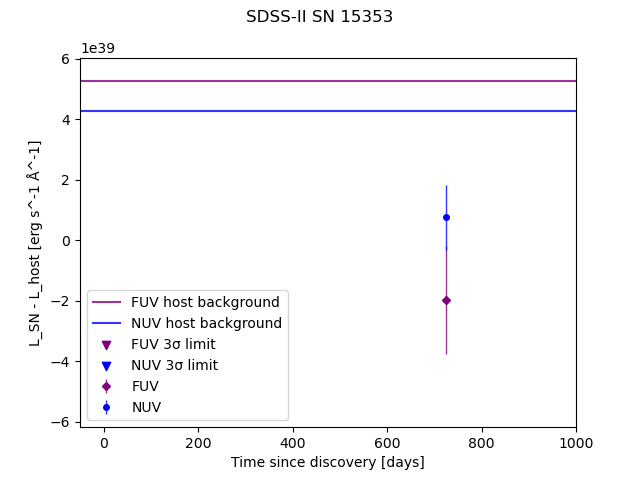 SDSS-II SN 15353
1e39
L_SN - L_host [erg s^-1 Å^-1]
6
4
2
0
−2
−4
−6
FUV host background
NUV host background
FUV 3σ limit
NUV 3σ limit
FUV
NUV
0 200 400 600 800 1000
Time since discovery [days]